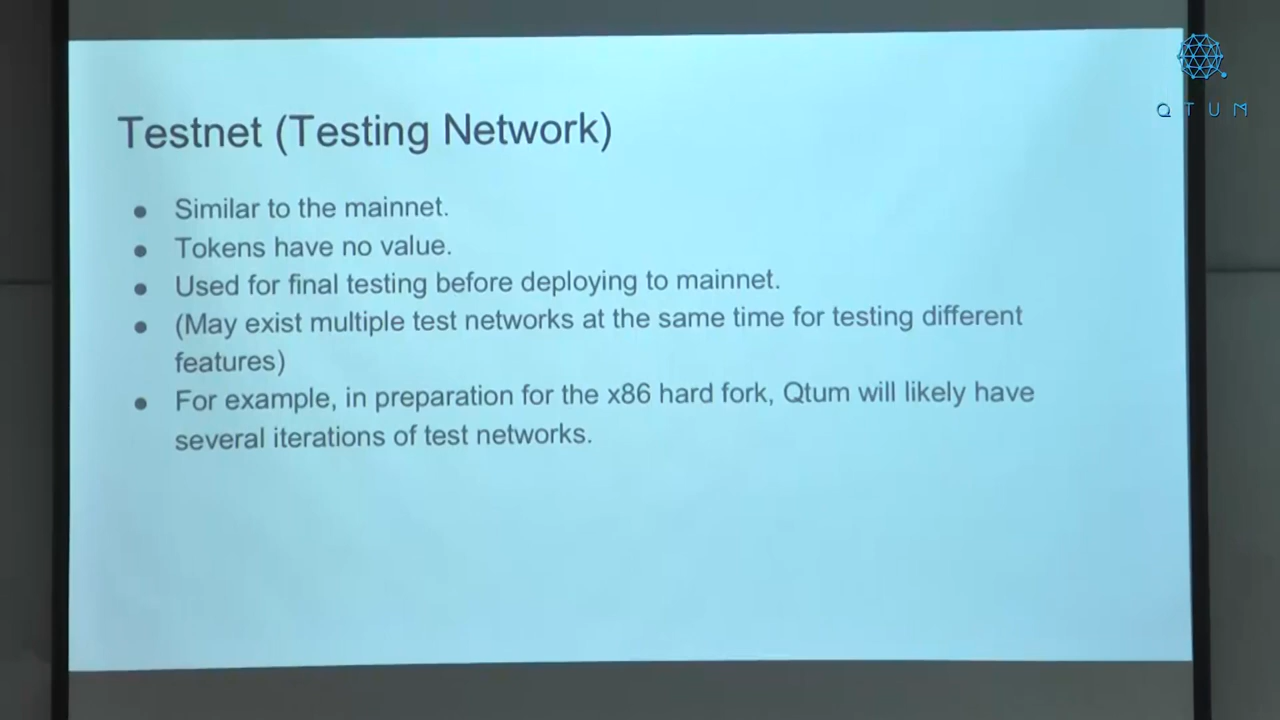 QTUM
Testnet (Testing Network)
● Similar to the mainnet.
● Tokens have no value.
● Used for final testing before deploying to mainnet.
● (May exist multiple test networks at the same time for testing different
features)
● For example, in preparation for the x86 hard fork, Qtum will likely have
several iterations of test networks.